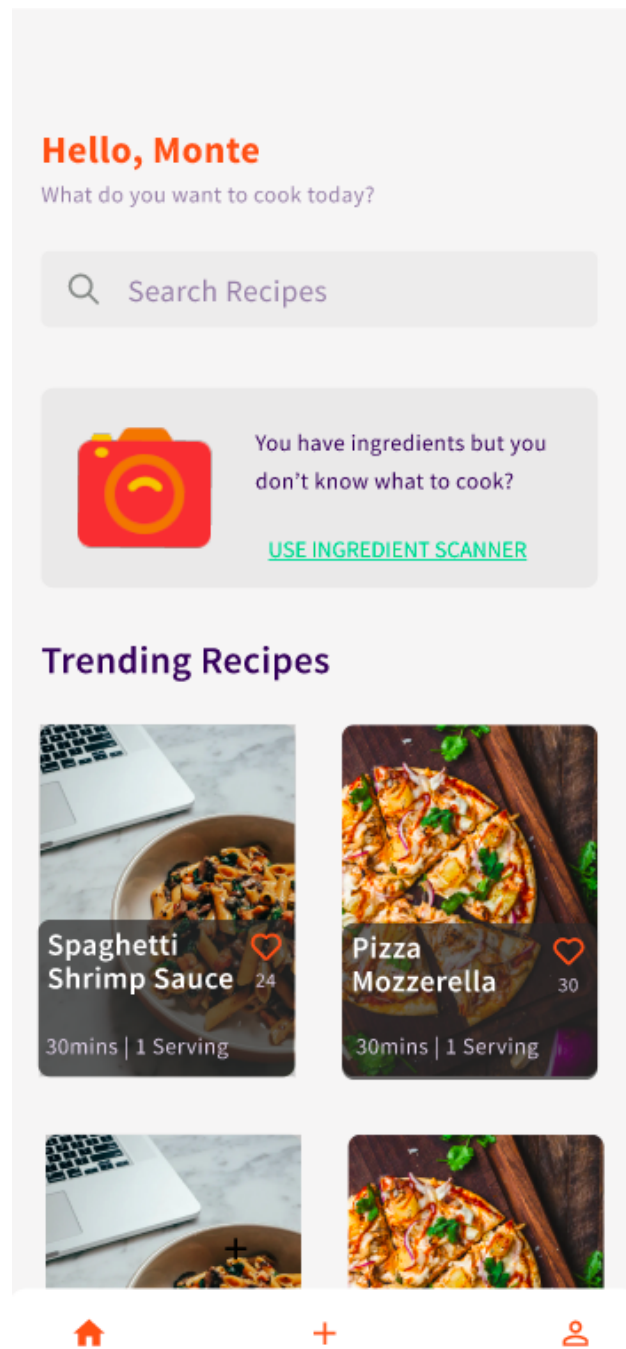 Hello, Monte
What do you want to cook today?
Search Recipes
You have ingredients but you
don't know what to cook?
USE INGREDIENT SCANNER
Trending Recipes
Spaghetti
Shrimp Sauce
24
30mins | 1 Serving
Pizza
Mozzerella
30
30mins | 1 Serving